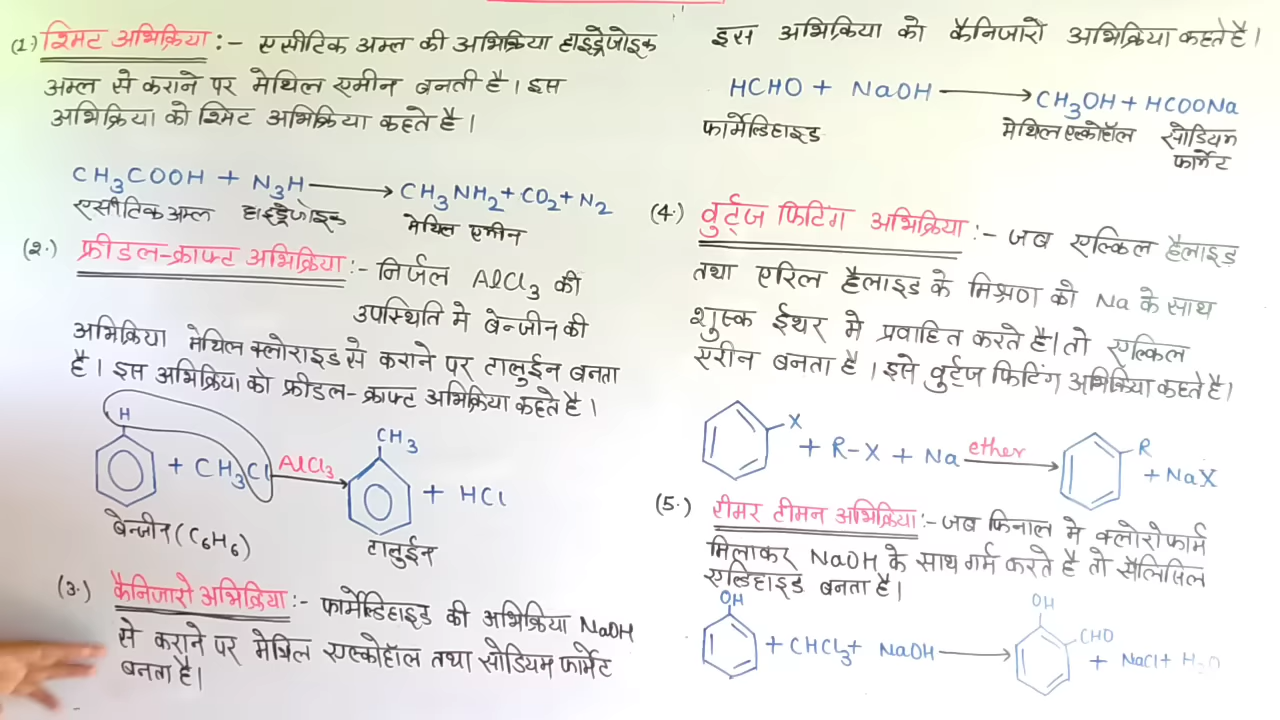 (1.) श्मिट अभिक्रिया :- एसीटिक अम्ल की अभिक्रिया हाइड्रेजोइक
अम्ल से कराने पर मेथिल एमीन बनती है। इस
अभिक्रिया को श्मिट अभिक्रिया कहते है।
CH3COOH + N3H → CH3NH2 + CO2 + N2
एसीटिक अम्ल हाइड्रेजोइक मेथिल एमीन
(2.) फ्रीडल-क्राफ्ट अभिक्रिया :- निर्जल AlCl3 की
उपस्थिति मे बेन्जीन की
अभिक्रिया मेथिल क्लोराइड से कराने पर टालुईन बनता
है। इस अभिक्रिया को फ्रीडल-क्राफ्ट अभिक्रिया कहते है।
H
CH3
+ CH3Cl AlCl3 → + HCl
बेन्जीन (C6H6) टालुईन
(3.) कैनिजारो अभिक्रिया :- फार्मेल्डिहाइड की अभिक्रिया NaOH
से कराने पर मेथिल एल्कोहॉल तथा सोडियम फार्मेट
बनता है।
इस अभिक्रिया को कैनिजारो अभिक्रिया कहते है।
HCHO + NaOH → CH3OH + HCOONa
फार्मेल्डिहाइड मेथिल एल्कोहॉल सोडियम
फार्मेट
(4.) वुर्ट्ज फिटिंग अभिक्रिया :- जब एल्किल हैलाइड
तथा एरिल हैलाइड के मिश्रण को Na के साथ
शुष्क ईथर मे प्रवाहित करते है। तो एल्किल
एरीन बनता है। इसे वुर्ट्ज फिटिंग अभिक्रिया कहते है।
X + R-X + Na ether → R + NaX
(5.) रीमर टीमन अभिक्रिया :- जब फिनाल मे क्लोरोफार्म
मिलाकर NaOH के साथ गर्म करते है तो सैलिसिल
एल्डिहाइड बनता है।
OH OH
CHO
+ CHCl3 + NaOH → + NaCl + H2O